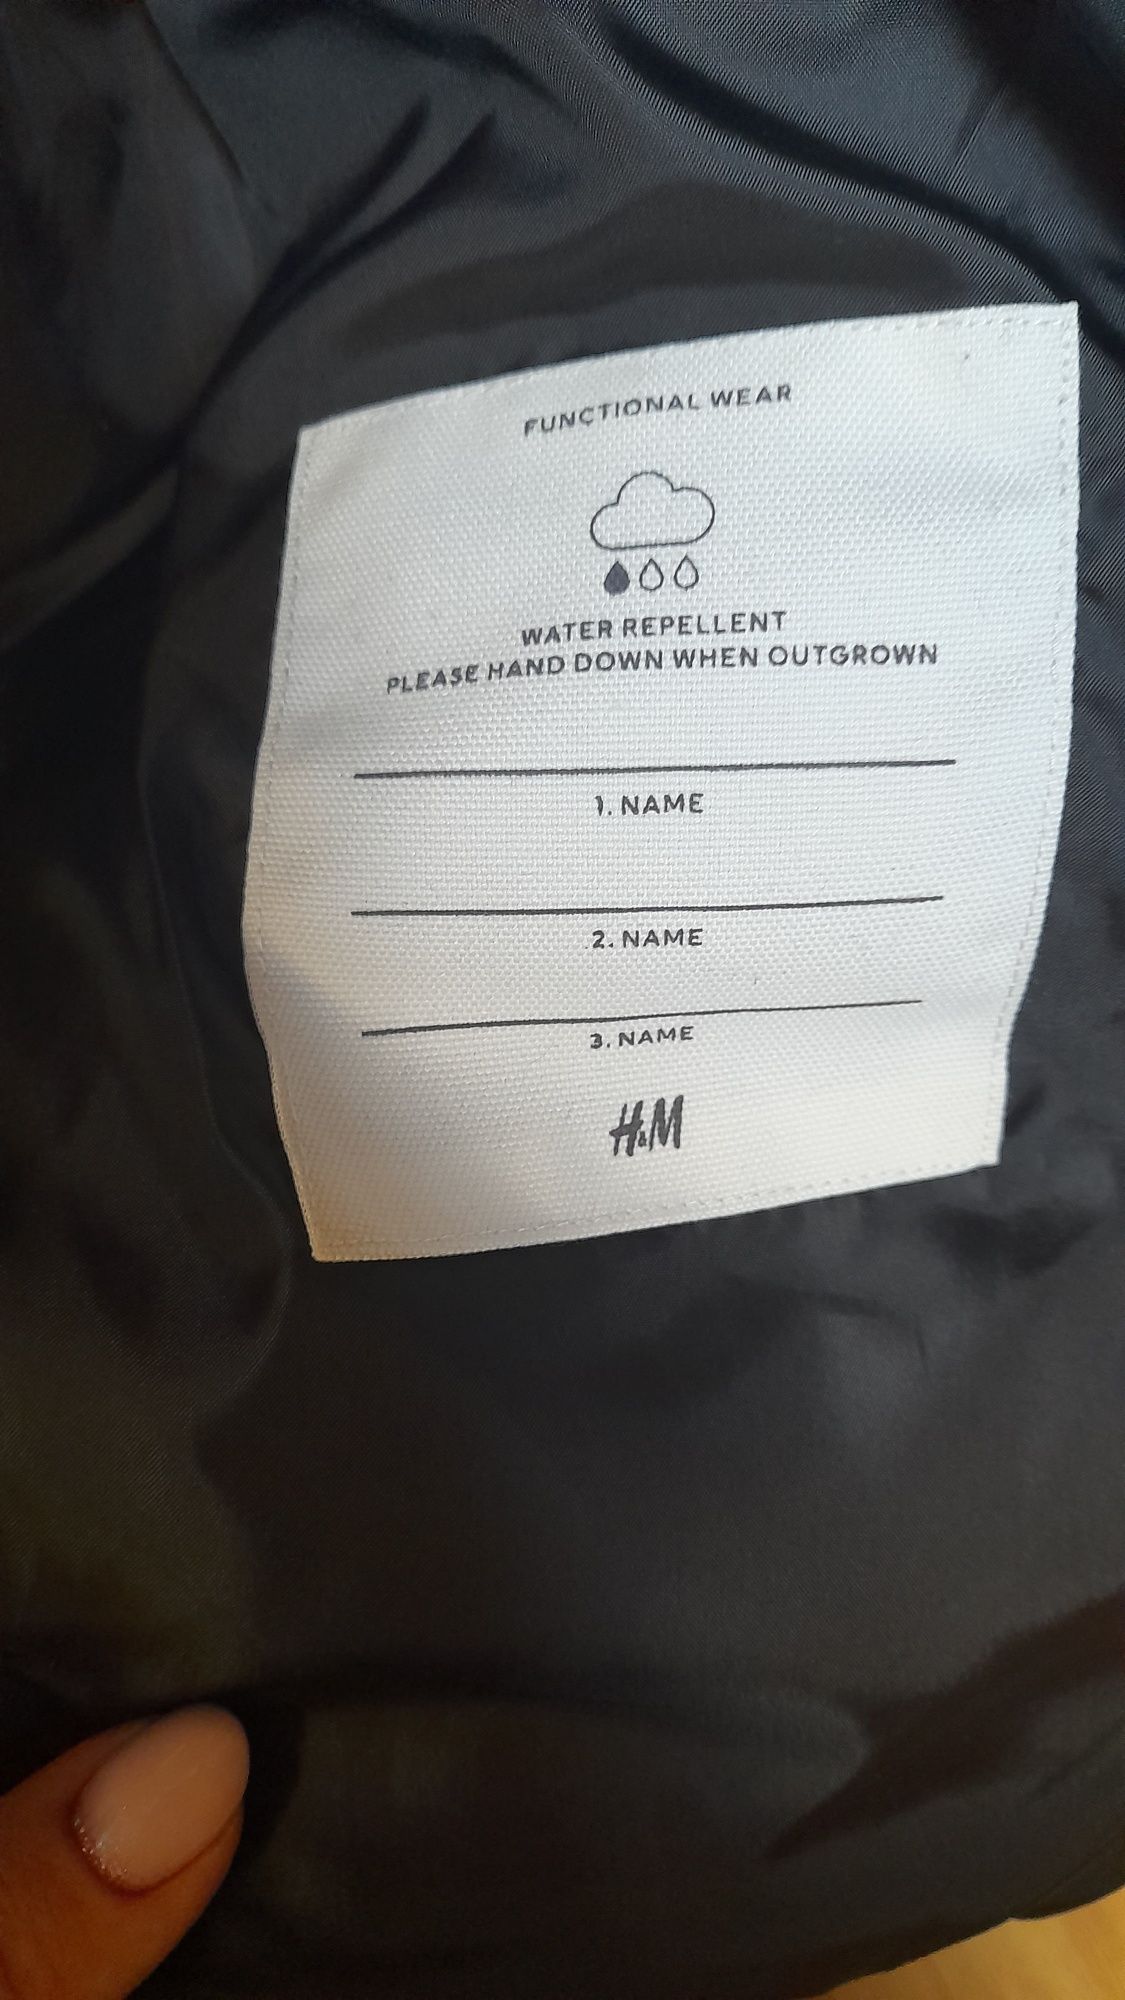 FUNCTIONAL WEAR
WATER REPELLENT
PLEASE HAND DOWN WHEN OUTGROWN
1. NAME
2. NAME
3. NAME
H&M